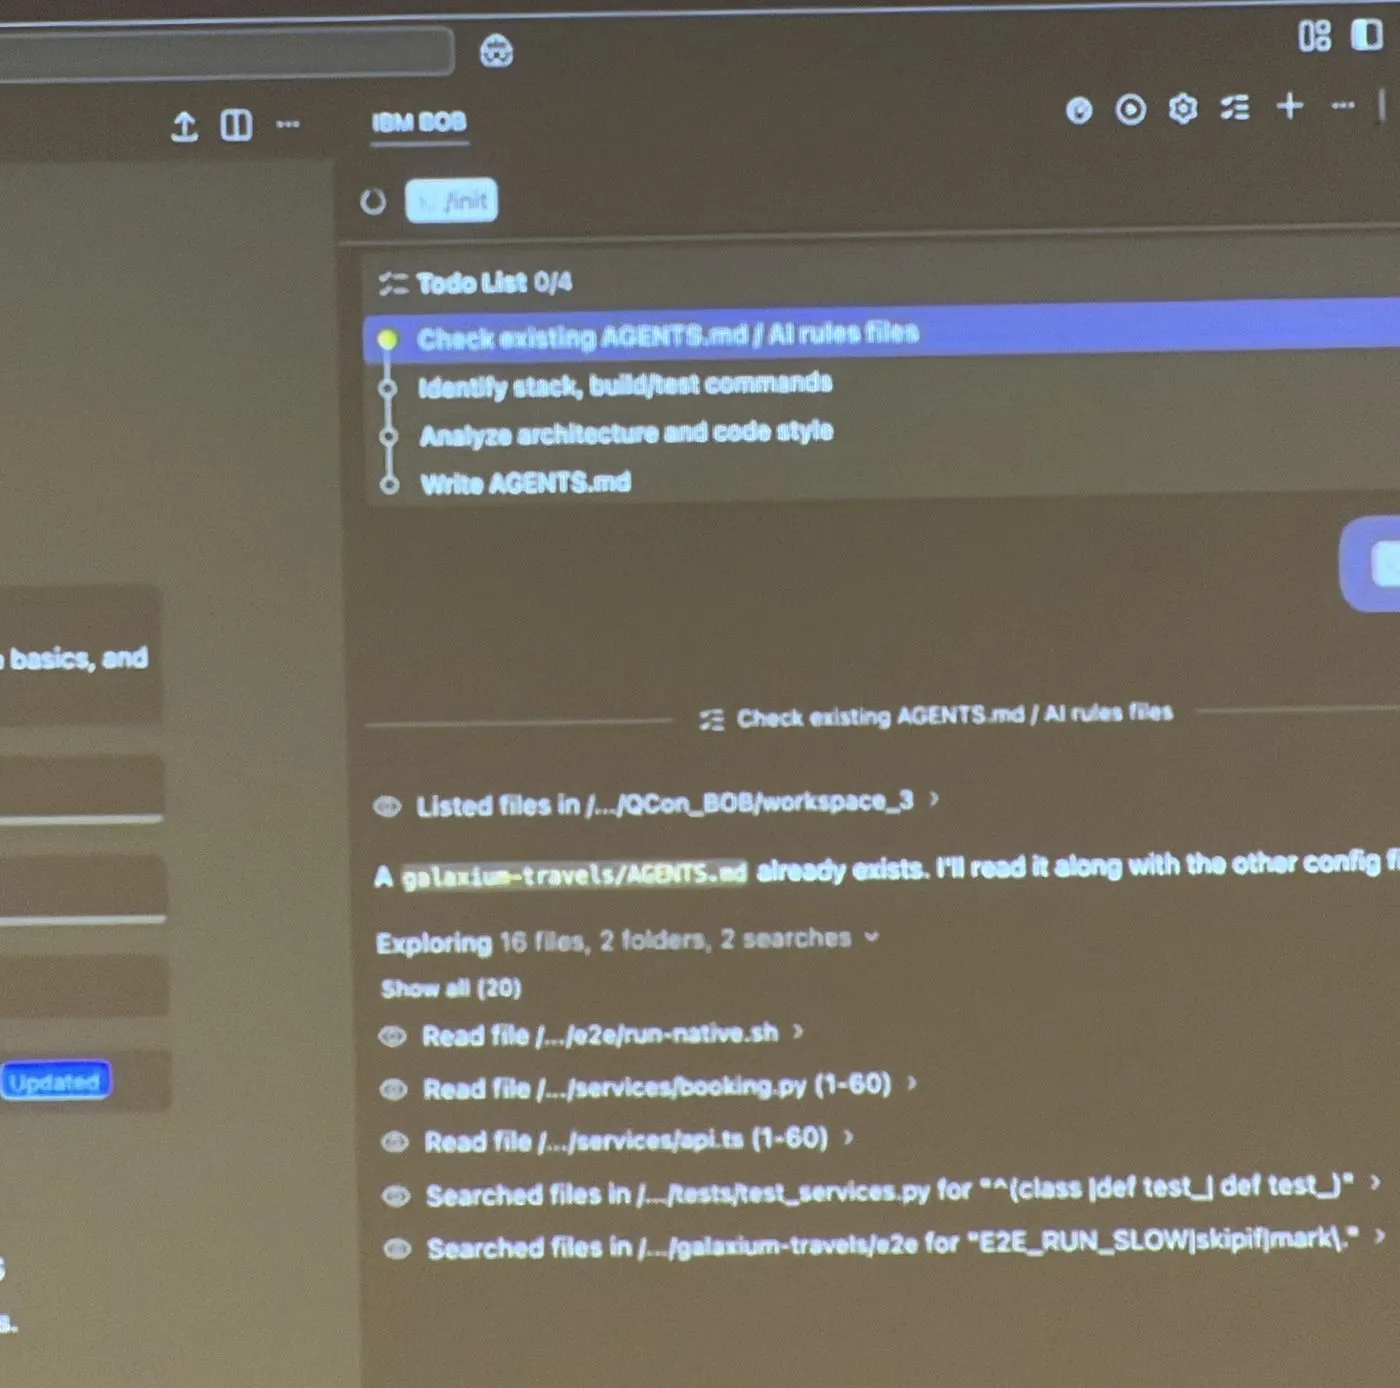 IBM BOB
/init
Todo List 0/4
Check existing AGENTS.md / AI rules files
Identify stack, build/test commands
Analyze architecture and code style
Write AGENTS.md
basics, and
Check existing AGENTS.md / AI rules files
Listed files in /.../QCon_BOB/workspace_3
A galaxium-travels/AGENTS.md already exists. I'll read it along with the other config
Exploring 16 files, 2 folders, 2 searches
Show all (20)
Read file /.../e2e/run-native.sh
Read file /.../services/booking.py (1-60)
Updated
Read file /.../services/api.ts (1-60)
Searched files in /.../tests/test_services.py for "^(class |def test_| def test_)"
Searched files in /.../galaxium-travels/e2e for "E2E_RUN_SLOW|skipif|mark\."